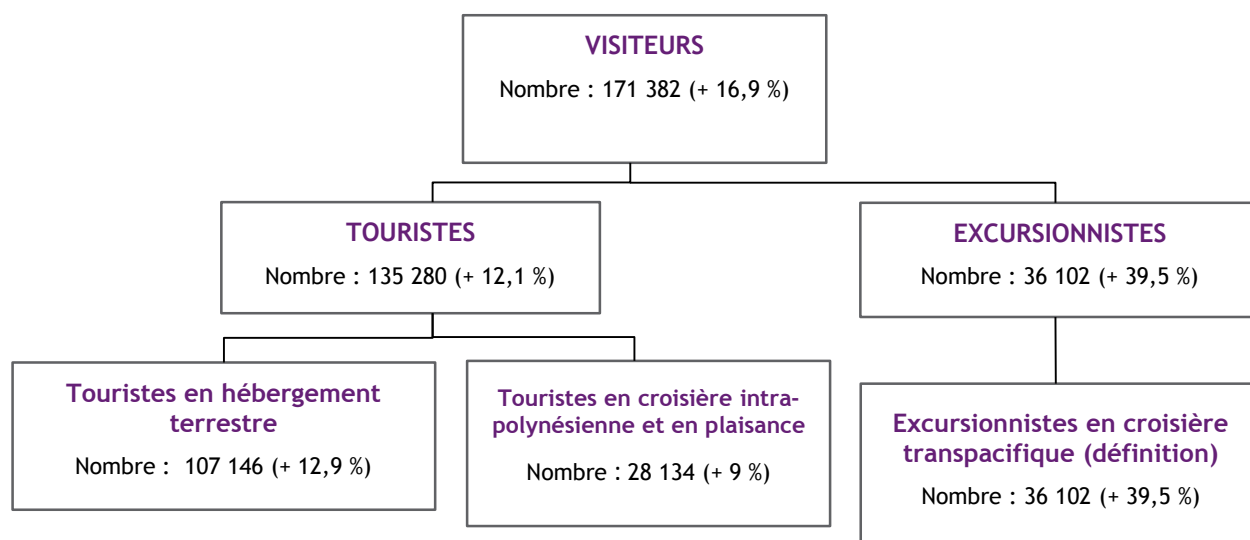 VISITEURS
Nombre : 171 382 (+ 16,9 %)
TOURISTES
Nombre : 135 280 (+ 12,1 %)
EXCURSIONNISTES
Nombre : 36 102 (+ 39,5 %)
Touristes en hébergement
terrestre
Nombre : 107 146 (+ 12,9 %)
Touristes en croisière intra-
polynésienne et en plaisance
Nombre : 28 134 (+ 9 %)
Excursionnistes en croisière
transpacifique (définition)
Nombre : 36 102 (+ 39,5 %)